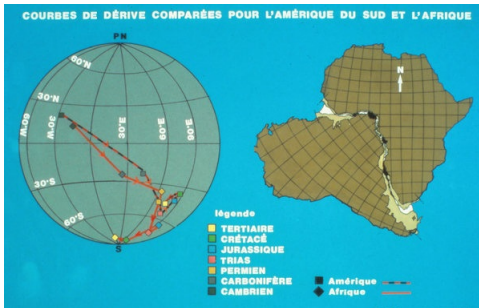 COURBES DE DÉRIVE COMPARÉES POUR L'AMÉRIQUE DU SUD ET L'AFRIQUE
PN
60°N
30°N
60°W
30°W
30°E
60°E
90°E
30°S
60°S
S
N
légende
TERTIAIRE
CRÉTACÉ
JURASSIQUE
TRIAS
PERMIEN
CARBONIFÈRE
CAMBRIEN
Amérique
Afrique